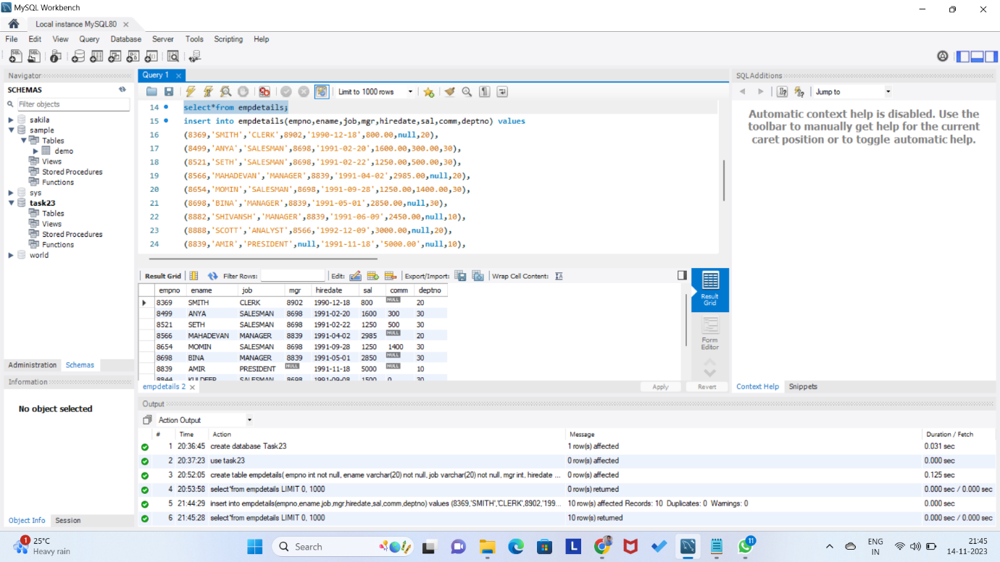 MySQL Workbench
Local instance MySQL80
File Edit View Query Database Server Tools Scripting Help
Navigator
SCHEMAS
Filter objects
sakila
sample
Tables
demo
Views
Stored Procedures
Functions
sys
task23
Tables
Views
Stored Procedures
Functions
world
Administration Schemas
Information
No object selected
Object Info Session
Query 1
Limit to 1000 rows
14 select*from empdetails;
15 insert into empdetails(empno,ename,job,mgr,hiredate,sal,comm,deptno) values
16 (8369,'SMITH','CLERK',8902,'1990-12-18',800.00,null,20),
17 (8499,'ANYA','SALESMAN',8698,'1991-02-20',1600.00,300.00,30),
18 (8521,'SETH','SALESMAN',8698,'1991-02-22',1250.00,500.00,30),
19 (8566,'MAHADEVAN','MANAGER',8839,'1991-04-02',2985.00,null,20),
20 (8654,'MOMIN','SALESMAN',8698,'1991-09-28',1250.00,1400.00,30),
21 (8698,'BINA','MANAGER',8839,'1991-05-01',2850.00,null,30),
22 (8882,'SHIVANSH','MANAGER',8839,'1991-06-09',2450.00,null,10),
23 (8888,'SCOTT','ANALYST',8566,'1992-12-09',3000.00,null,20),
24 (8839,'AMIR','PRESIDENT',null,'1991-11-18','5000.00',null,10),
Result Grid Filter Rows: Edit: Export/Import: Wrap Cell Content:
empno ename job mgr hiredate sal comm deptno
8369 SMITH CLERK 8902 1990-12-18 800 NULL 20
8499 ANYA SALESMAN 8698 1991-02-20 1600 300 30
8521 SETH SALESMAN 8698 1991-02-22 1250 500 30
8566 MAHADEVAN MANAGER 8839 1991-04-02 2985 NULL 20
8654 MOMIN SALESMAN 8698 1991-09-28 1250 1400 30
8698 BINA MANAGER 8839 1991-05-01 2850 NULL 30
8839 AMIR PRESIDENT NULL 1991-11-18 5000 NULL 10
8844 KULDEEP SALESMAN 8698 1991-09-08 1500 0 30
Result
Grid
Form
Editor
empdetails 2
Apply Revert
SQLAdditions
Jump to
Automatic context help is disabled. Use the
toolbar to manually get help for the current
caret position or to toggle automatic help.
Context Help Snippets
Output
Action Output
# Time Action Message Duration / Fetch
1 20:36:45 create database Task23 1 row(s) affected 0.031 sec
2 20:37:23 use task23 0 row(s) affected 0.000 sec
3 20:52:05 create table empdetails( empno int not null, ename varchar(20) not null, job varchar(20) not null, mgr int, hiredate ... 0 row(s) affected 0.125 sec
4 20:53:58 select*from empdetails LIMIT 0, 1000 0 row(s) returned 0.000 sec / 0.000 sec
5 21:44:29 insert into empdetails(empno,ename,job,mgr,hiredate,sal,comm,deptno) values (8369,'SMITH','CLERK',8902,'199... 10 row(s) affected Records: 10 Duplicates: 0 Warnings: 0 0.000 sec
6 21:45:28 select*from empdetails LIMIT 0, 1000 10 row(s) returned 0.000 sec / 0.000 sec
1
25°C
Heavy rain
Search
11
ENG
IN
21:45
14-11-2023